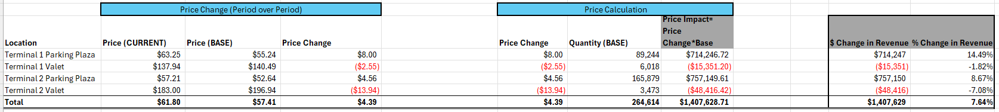 Price Change (Period over Period) Price Calculation
Price Impact=
Price
Location Price (CURRENT) Price (BASE) Price Change Price Change Quantity (BASE) Change*Base $ Change in Revenue % Change in Revenue
Terminal 1 Parking Plaza $63.25 $55.24 $8.00 $8.00 89,244 $714,246.72 $714,247 14.49%
Terminal 1 Valet $137.94 $140.49 ($2.55) ($2.55) 6,018 ($15,351.20) ($15,351) -1.82%
Terminal 2 Parking Plaza $57.21 $52.64 $4.56 $4.56 165,879 $757,149.61 $757,150 8.67%
Terminal 2 Valet $183.00 $196.94 ($13.94) ($13.94) 3,473 ($48,416.42) ($48,416) -7.08%
Total $61.80 $57.41 $4.39 $4.39 264,614 $1,407,628.71 $1,407,629 7.64%